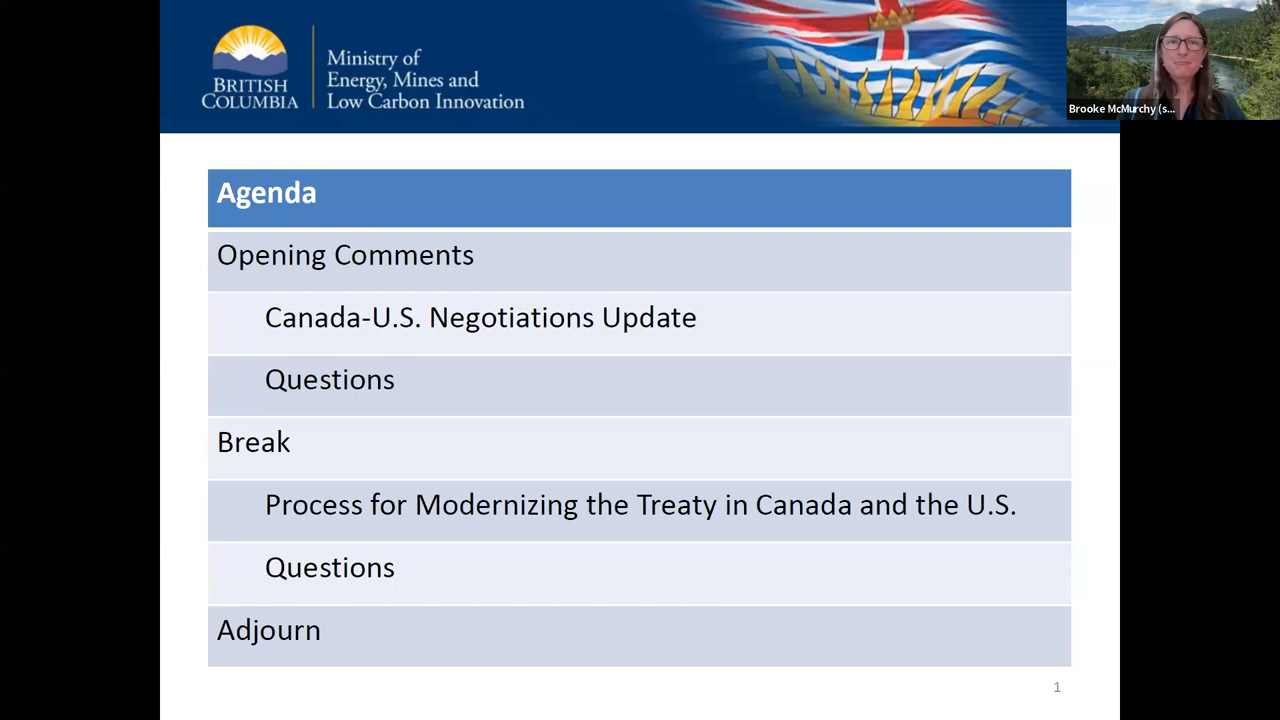 BRITISH
COLUMBIA
Ministry of
Energy, Mines and
Low Carbon Innovation
Brooke McMurchy (s...
Agenda
Opening Comments
Canada-U.S. Negotiations Update
Questions
Break
Process for Modernizing the Treaty in Canada and the U.S.
Questions
Adjourn
1